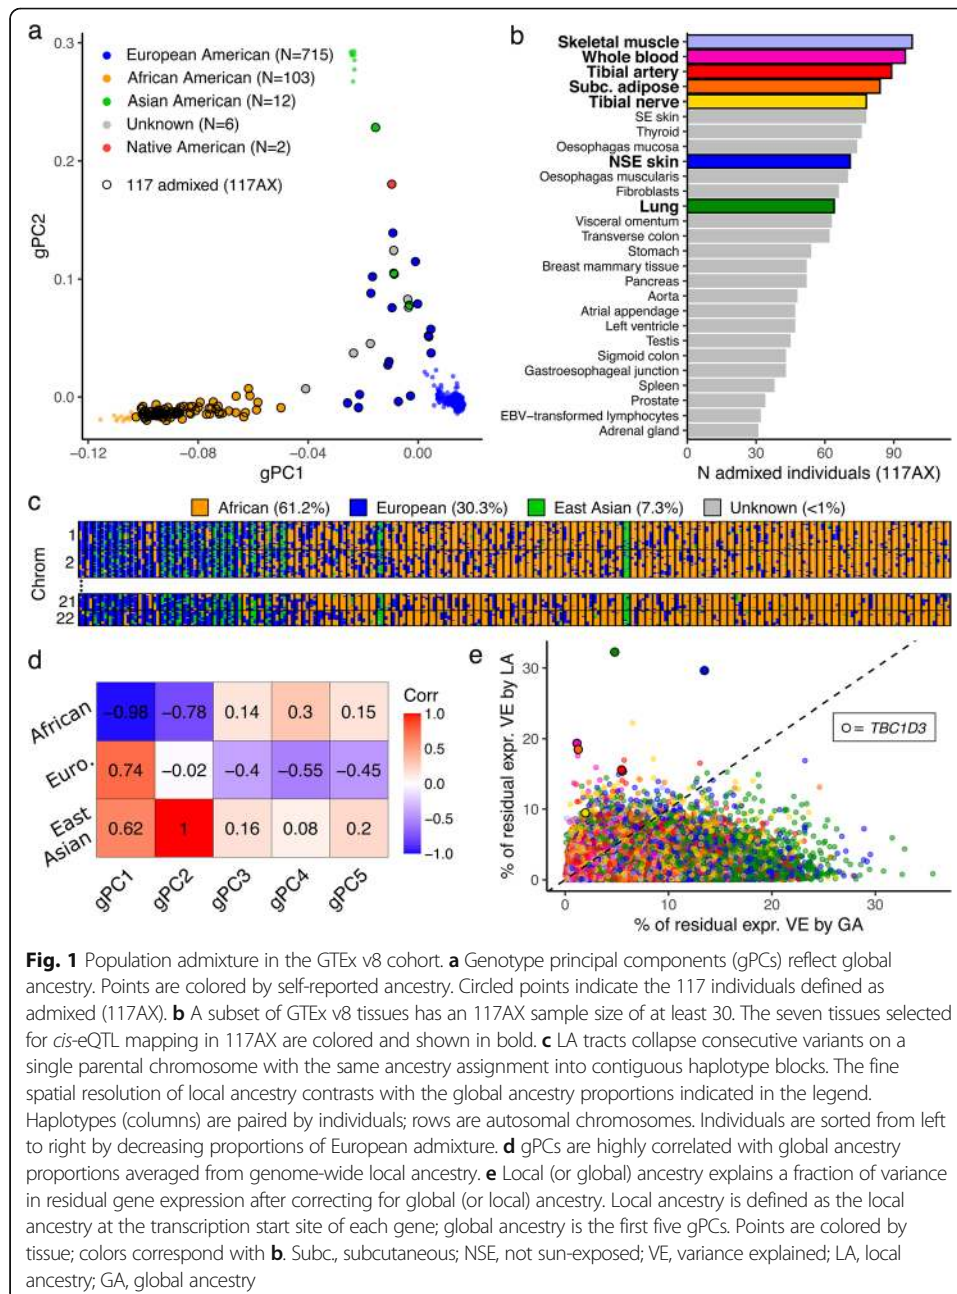 a
0.3
0.2
0.1
0.0
gPC2
European American (N=715)
African American (N=103)
Asian American (N=12)
Unknown (N=6)
Native American (N=2)
117 admixed (117AX)
−0.12
−0.08
−0.04
0.00
gPC1
b
Skeletal muscle
Whole blood
Tibial artery
Subc. adipose
Tibial nerve
SE skin
Thyroid
Oesophagas mucosa
NSE skin
Oesophagas muscularis
Fibroblasts
Lung
Visceral omentum
Transverse colon
Stomach
Breast mammary tissue
Pancreas
Aorta
Atrial appendage
Left ventricle
Testis
Sigmoid colon
Gastroesophageal junction
Spleen
Prostate
EBV−transformed lymphocytes
Adrenal gland
0 30 60 90
N admixed individuals (117AX)
c
African (61.2%) European (30.3%) East Asian (7.3%) Unknown (<1%)
Chrom
1
2
21
22
d
African −0.98 −0.78 0.14 0.3 0.15
Euro. 0.74 −0.02 −0.4 −0.55 −0.45
East Asian 0.62 1 0.16 0.08 0.2
gPC1 gPC2 gPC3 gPC4 gPC5
Corr
1.0
0.5
0.0
−0.5
−1.0
e
% of residual expr. VE by LA
30
20
10
0
= TBC1D3
0 10 20 30
% of residual expr. VE by GA
Fig. 1 Population admixture in the GTEx v8 cohort. a Genotype principal components (gPCs) reflect global
ancestry. Points are colored by self-reported ancestry. Circled points indicate the 117 individuals defined as
admixed (117AX). b A subset of GTEx v8 tissues has an 117AX sample size of at least 30. The seven tissues selected
for cis-eQTL mapping in 117AX are colored and shown in bold. c LA tracts collapse consecutive variants on a
single parental chromosome with the same ancestry assignment into contiguous haplotype blocks. The fine
spatial resolution of local ancestry contrasts with the global ancestry proportions indicated in the legend.
Haplotypes (columns) are paired by individuals; rows are autosomal chromosomes. Individuals are sorted from left
to right by decreasing proportions of European admixture. d gPCs are highly correlated with global ancestry
proportions averaged from genome-wide local ancestry. e Local (or global) ancestry explains a fraction of variance
in residual gene expression after correcting for global (or local) ancestry. Local ancestry is defined as the local
ancestry at the transcription start site of each gene; global ancestry is the first five gPCs. Points are colored by
tissue; colors correspond with b. Subc., subcutaneous; NSE, not sun-exposed; VE, variance explained; LA, local
ancestry; GA, global ancestry